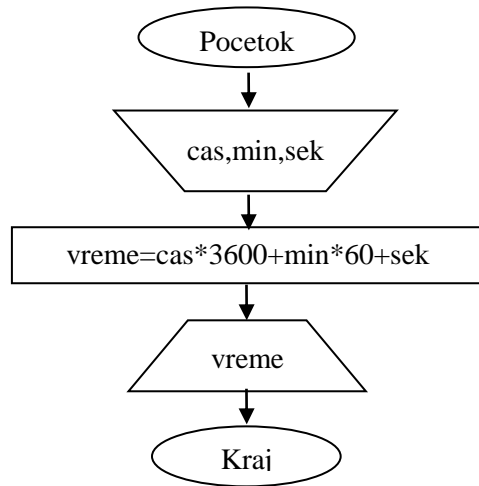 Pocetok
cas,min,sek
vreme=cas*3600+min*60+sek
vreme
Kraj